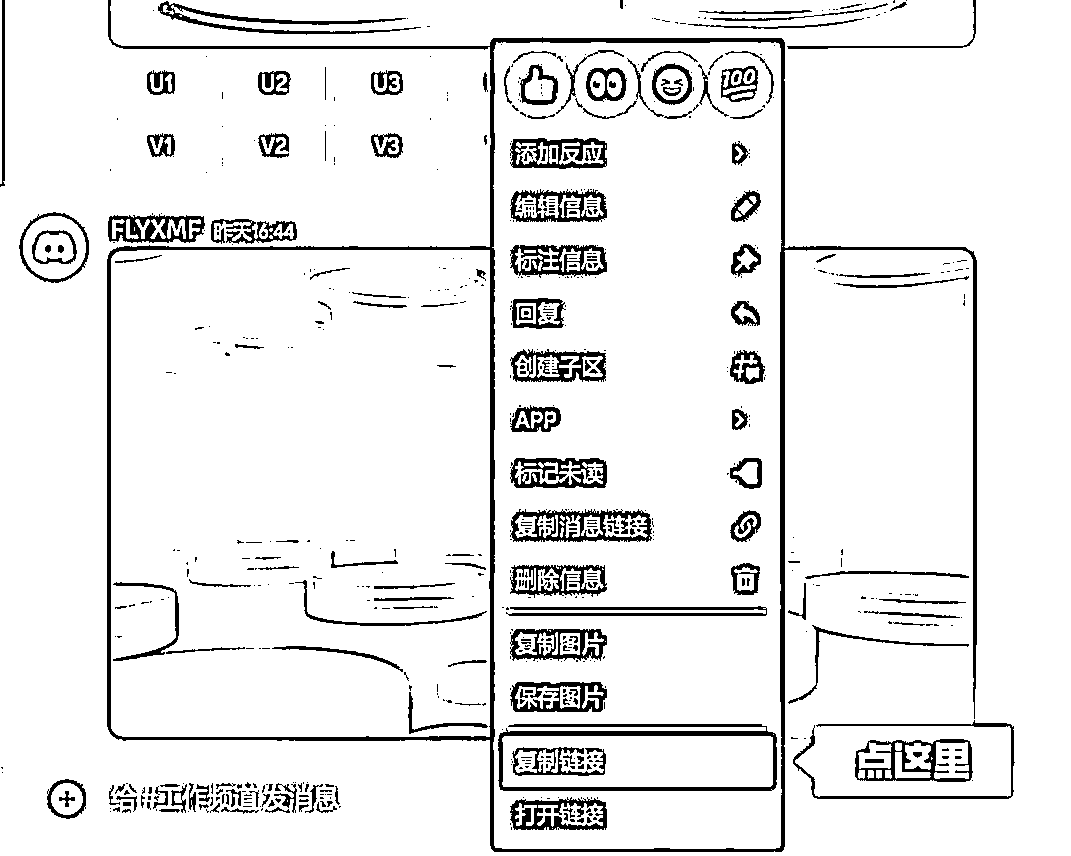 U1 U2 U3
V1 V2 V3
FLYXMF 昨天16:44
100
添加反应
编辑信息
标注信息
回复
创建子区
APP
标记未读
复制消息链接
删除信息
复制图片
保存图片
复制链接
打开链接
点这里
给#工作频道发消息